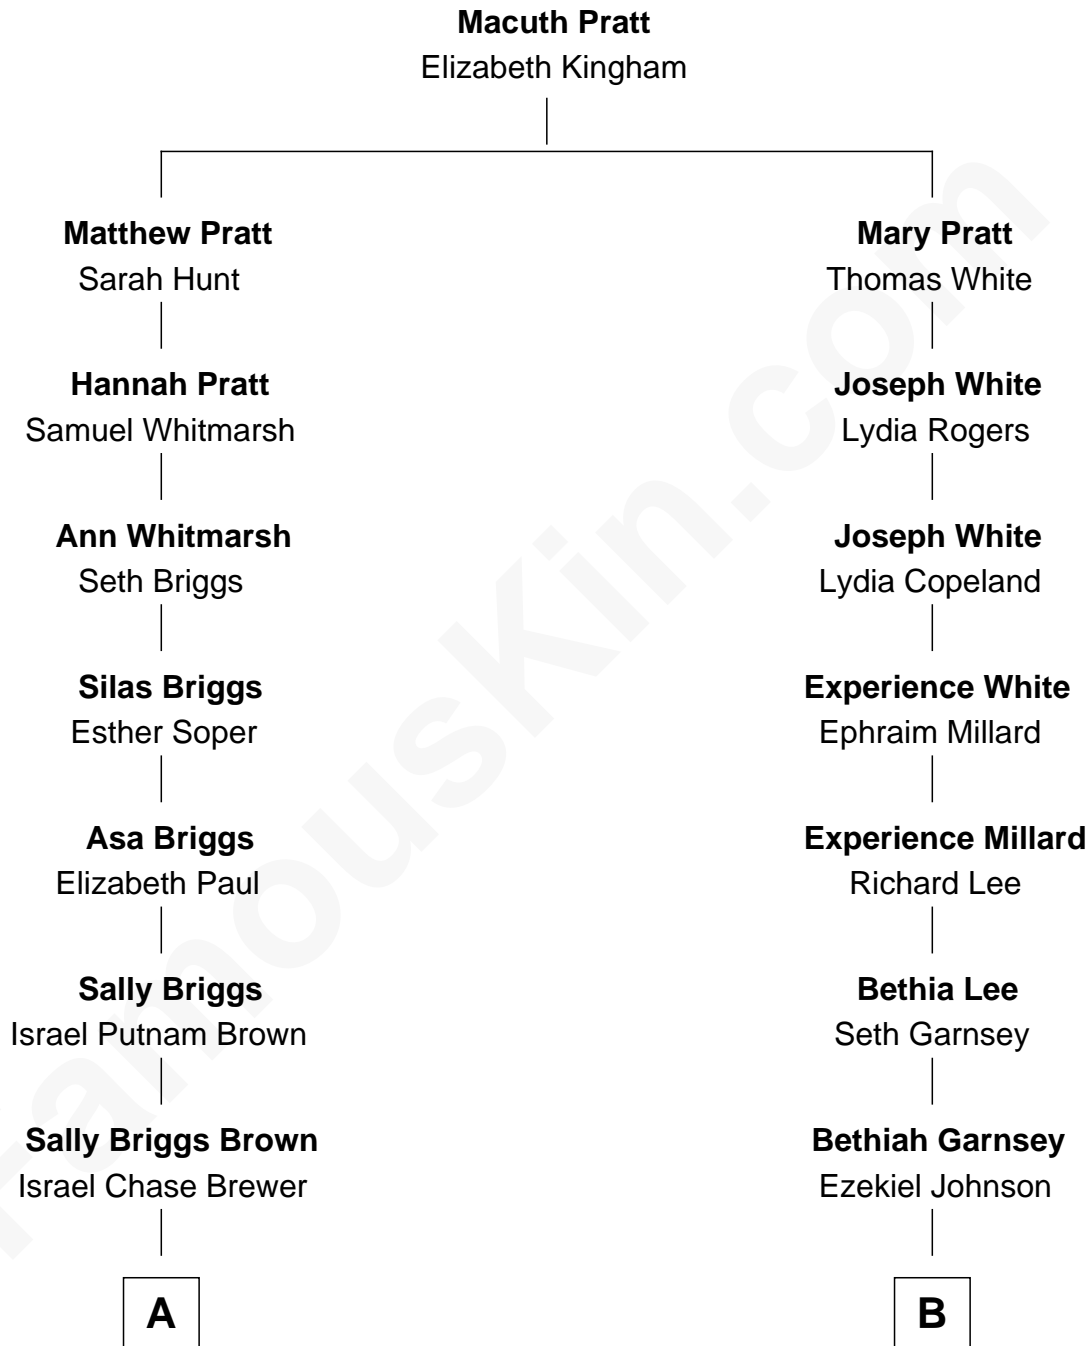 Macuth Pratt
Elizabeth Kingham
Matthew Pratt
Sarah Hunt
Mary Pratt
Thomas White
Hannah Pratt
Samuel Whitmarsh
Joseph White
Lydia Rogers
Ann Whitmarsh
Seth Briggs
Joseph White
Lydia Copeland
Silas Briggs
Esther Soper
Experience White
Ephraim Millard
Asa Briggs
Elizabeth Paul
Experience Millard
Richard Lee
Sally Briggs
Israel Putnam Brown
Bethia Lee
Seth Garnsey
Sally Briggs Brown
Israel Chase Brewer
Bethiah Garnsey
Ezekiel Johnson
A
B
FamousKin.com